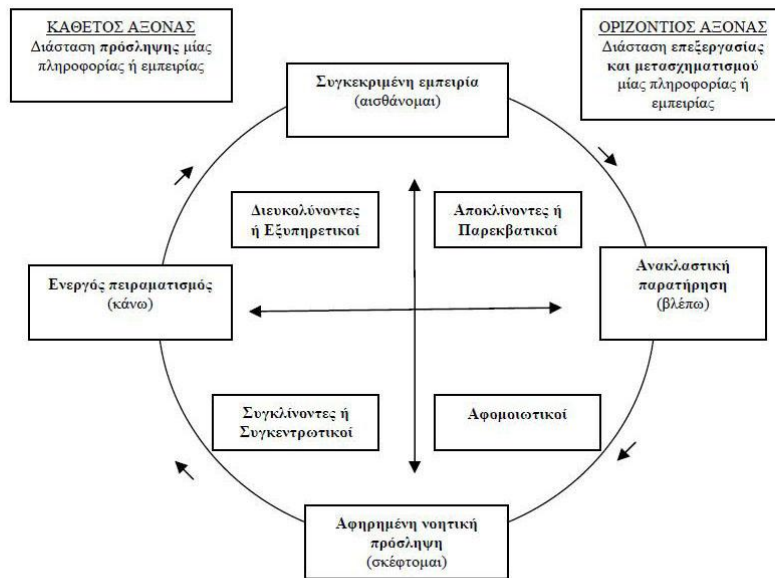 ΚΑΘΕΤΟΣ ΑΞΟΝΑΣ
Διάσταση πρόσληψης μίας
πληροφορίας ή εμπειρίας
ΟΡΙΖΟΝΤΙΟΣ ΑΞΟΝΑΣ
Διάσταση επεξεργασίας
και μετασχηματισμού
μίας πληροφορίας ή
εμπειρίας
Συγκεκριμένη εμπειρία
(αισθάνομαι)
Διευκολύνοντες
ή Εξυπηρετικοί
Αποκλίνοντες ή
Παρεκβατικοί
Ενεργός πειραματισμός
(κάνω)
Ανακλαστική
παρατήρηση
(βλέπω)
Συγκλίνοντες ή
Συγκεντρωτικοί
Αφομοιωτικοί
Αφηρημένη νοητική
πρόσληψη
(σκέφτομαι)